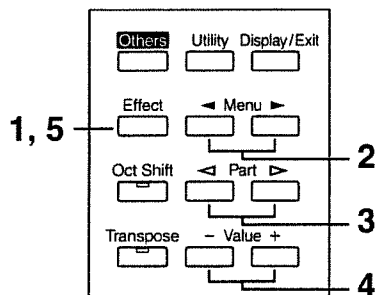 Others Utility Display/Exit
Effect ◄ Menu ►
1, 5
2
Oct Shift ◁ Part ▷
3
Transpose − Value +
4